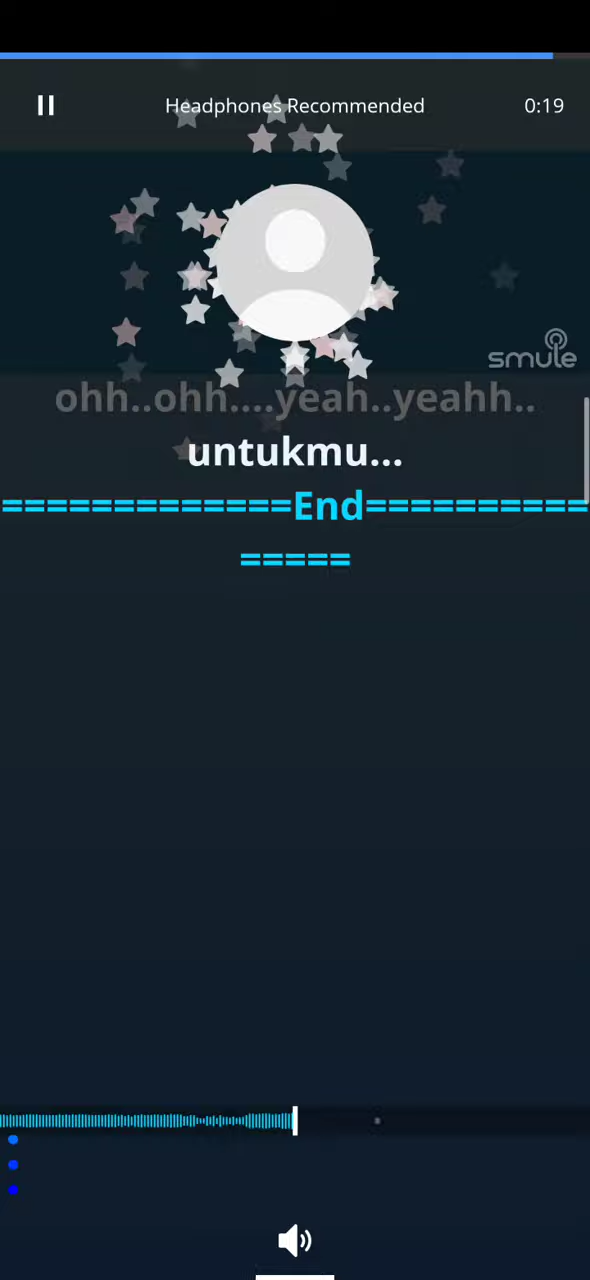 Headphones Recommended 0:19
smule
ohh..ohh....yeah..yeahh..
untukmu...
=============End==========
=====